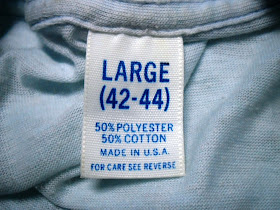 LARGE
(42-44)
50% POLYESTER
50% COTTON
MADE IN U.S.A.
FOR CARE SEE REVERSE